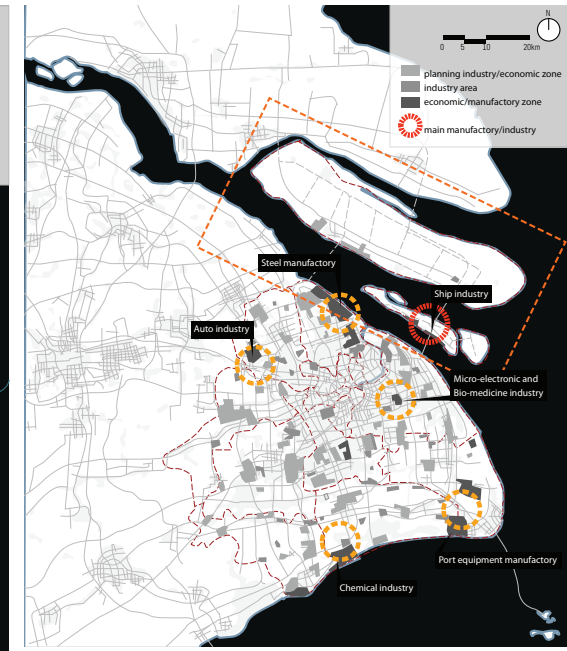 N
0 5 10 20km
planning industry/economic zone
industry area
economic/manufactory zone
main manufactory/industry
Steel manufactory
Ship industry
Auto industry
Micro-electronic and
Bio-medicine industry
Port equipment manufactory
Chemical industry